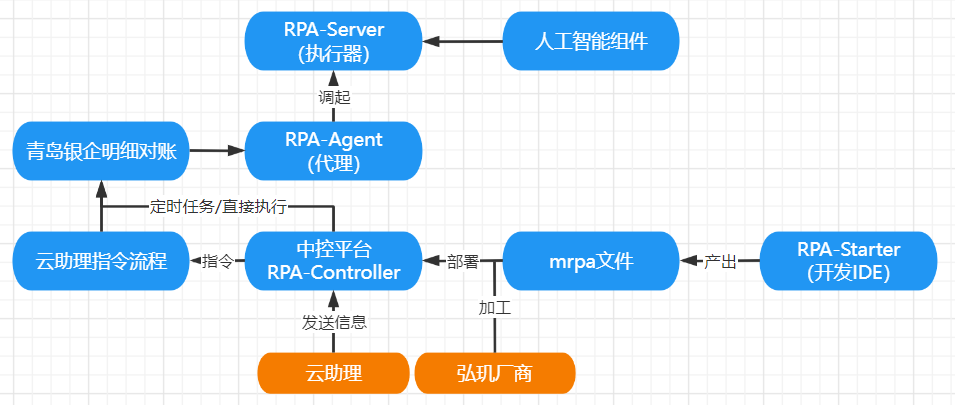 RPA-Server
(执行器)
人工智能组件
调起
青岛银企明细对账
RPA-Agent
(代理)
定时任务/直接执行
云助理指令流程
指令
中控平台
RPA-Controller
部署
mrpa文件
产出
RPA-Starter
(开发IDE)
发送信息
加工
云助理
弘玑厂商